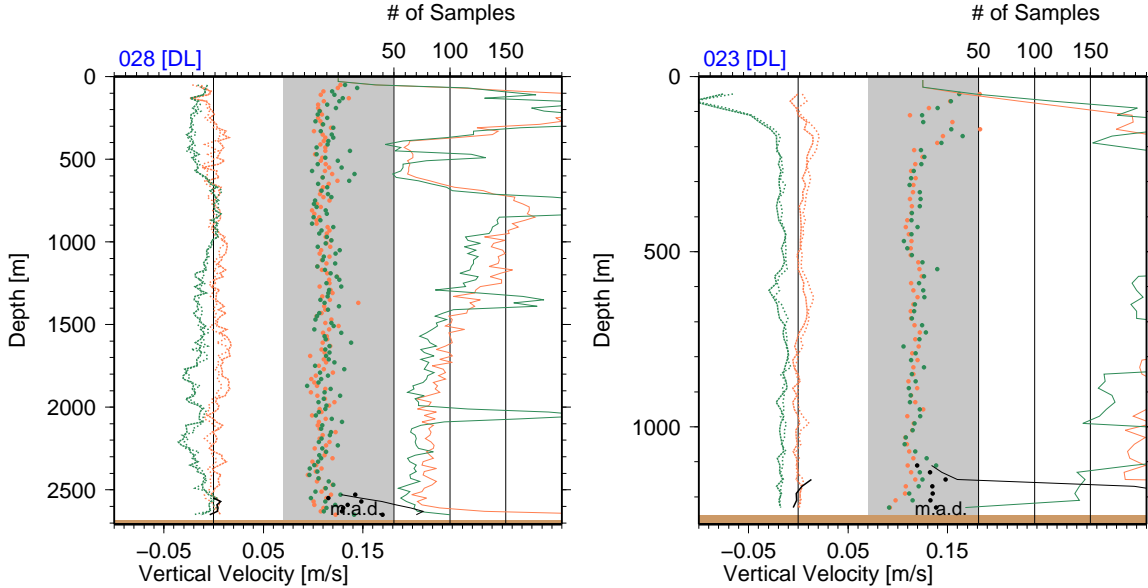 # of Samples
50 100 150
028 [DL]
0
500
1000
1500
2000
2500
Depth [m]
m.a.d.
−0.05 0.05 0.15
Vertical Velocity [m/s]
# of Samples
50 100 150
023 [DL]
0
500
1000
Depth [m]
m.a.d.
−0.05 0.05 0.15
Vertical Velocity [m/s]